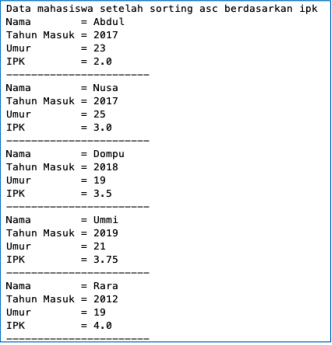 Data mahasiswa setelah sorting asc berdasarkan ipk
Nama        = Abdul
Tahun Masuk = 2017
Umur        = 23
IPK         = 2.0
-----------------------
Nama        = Nusa
Tahun Masuk = 2017
Umur        = 25
IPK         = 3.0
-----------------------
Nama        = Dompu
Tahun Masuk = 2018
Umur        = 19
IPK         = 3.5
-----------------------
Nama        = Ummi
Tahun Masuk = 2019
Umur        = 21
IPK         = 3.75
-----------------------
Nama        = Rara
Tahun Masuk = 2012
Umur        = 19
IPK         = 4.0
-----------------------